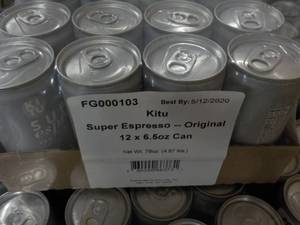 FG000103 Best By: 5/12/2020
Kitu
Super Espresso -- Original
12 x 6.5oz Can
Net Wt. 78oz. (4.87 lbs.)